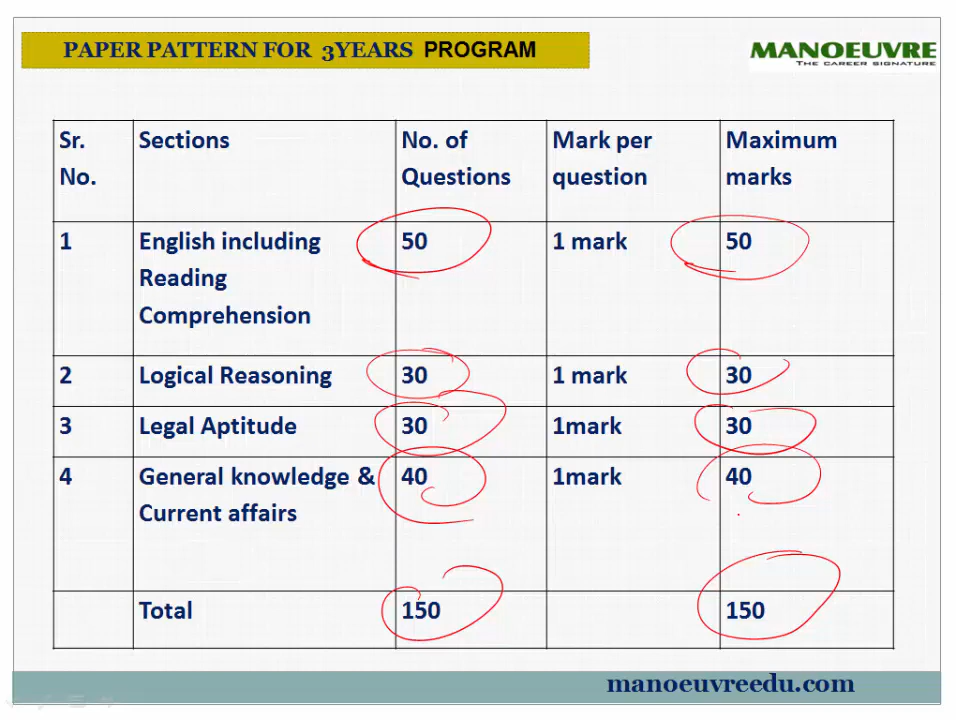 PAPER PATTERN FOR 3YEARS PROGRAM
MANOEUVRE
THE CAREER SIGNATURE
Sr. No. Sections No. of Questions Mark per question Maximum marks
1 English including Reading Comprehension 50 1 mark 50
2 Logical Reasoning 30 1 mark 30
3 Legal Aptitude 30 1mark 30
4 General knowledge & Current affairs 40 1mark 40
Total 150 150
manoeuvreedu.com